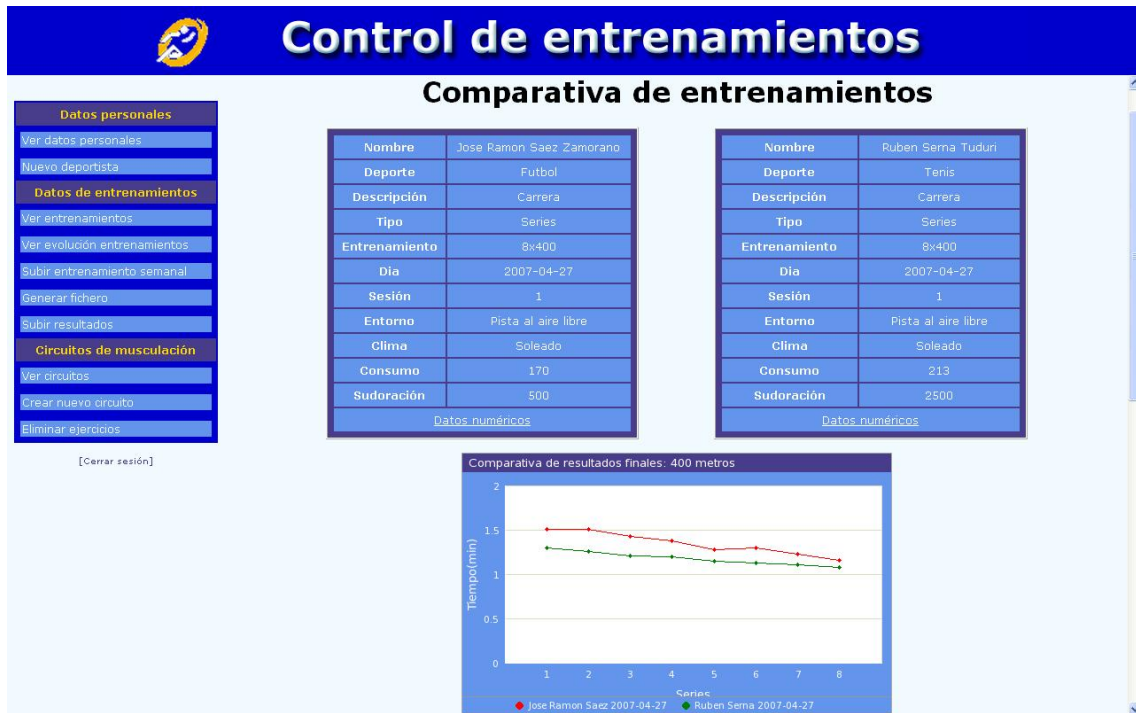 Control de entrenamientos
Comparativa de entrenamientos
Datos personales
Ver datos personales
Nuevo deportista
Datos de entrenamientos
Ver entrenamientos
Ver evolución entrenamientos
Subir entrenamiento semanal
Generar fichero
Subir resultados
Circuitos de musculación
Ver circuitos
Crear nuevo circuito
Eliminar ejercicios
[Cerrar sesión]
Nombre Jose Ramon Saez Zamorano
Deporte Futbol
Descripción Carrera
Tipo Series
Entrenamiento 8x400
Dia 2007-04-27
Sesión 1
Entorno Pista al aire libre
Clima Soleado
Consumo 170
Sudoración 500
Datos numéricos
Nombre Ruben Serna Tuduri
Deporte Tenis
Descripción Carrera
Tipo Series
Entrenamiento 8x400
Dia 2007-04-27
Sesión 1
Entorno Pista al aire libre
Clima Soleado
Consumo 213
Sudoración 2500
Datos numéricos
Comparativa de resultados finales: 400 metros
Tiempo(min)
2
1.5
1
0.5
0
1 2 3 4 5 6 7 8
Series
Jose Ramon Saez 2007-04-27 Ruben Serna 2007-04-27